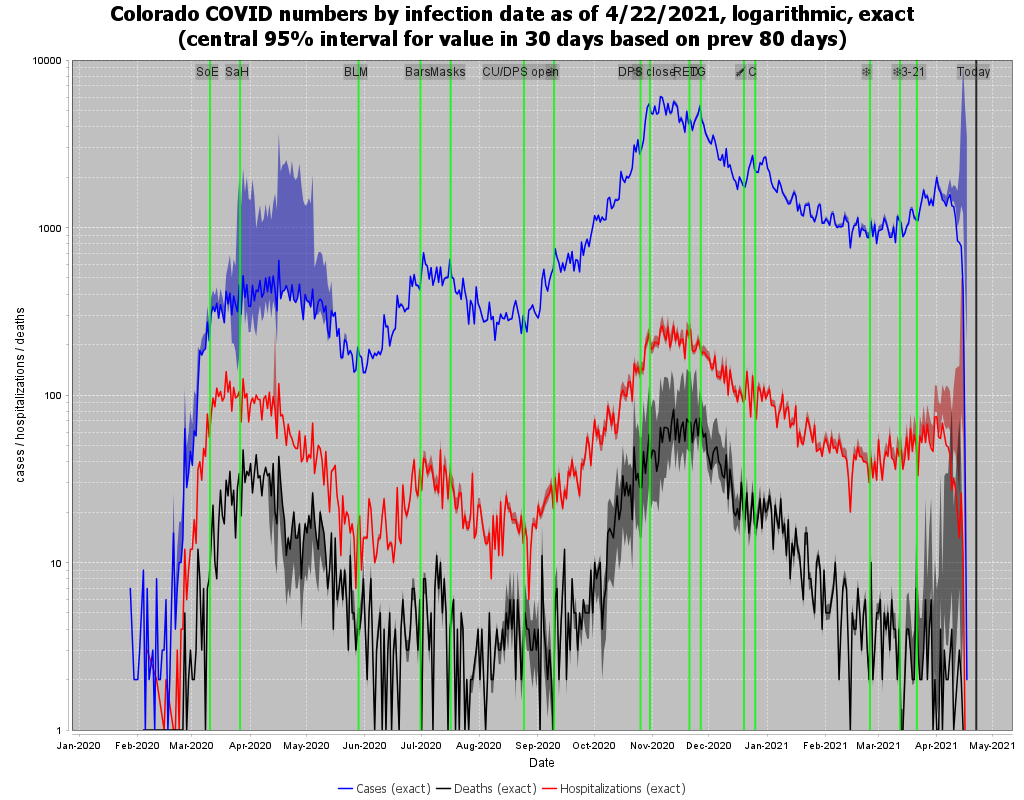 Colorado COVID numbers by infection date as of 4/22/2021, logarithmic, exact
(central 95% interval for value in 30 days based on prev 80 days)
10000
1000
100
10
1
cases / hospitalizations / deaths
SoE SaH BLM Bars Masks CU/DPS open DPS close C 3-21 Today
Jan-2020 Feb-2020 Mar-2020 Apr-2020 May-2020 Jun-2020 Jul-2020 Aug-2020 Sep-2020 Oct-2020 Nov-2020 Dec-2020 Jan-2021 Feb-2021 Mar-2021 Apr-2021 May-2021
Date
Cases (exact) Deaths (exact) Hospitalizations (exact)